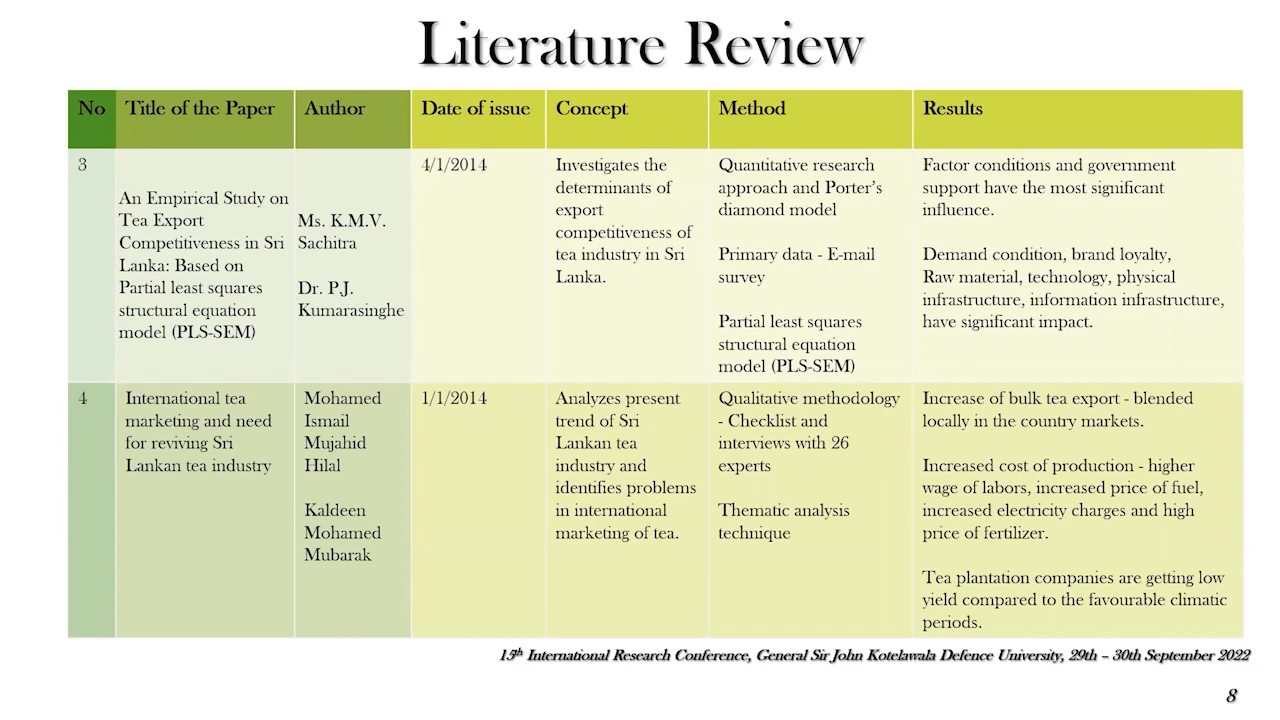 Literature Review
No
Title of the Paper
Author
Date of issue
Concept
Method
Results
3
An Empirical Study on
Tea Export
Competitiveness in Sri
Lanka: Based on
Partial least squares
structural equation
model (PLS-SEM)
Ms. K.M.V.
Sachitra
Dr. P.J.
Kumarasinghe
4/1/2014
Investigates the
determinants of
export
competitiveness of
tea industry in Sri
Lanka.
Quantitative research
approach and Porter’s
diamond model
Primary data - E-mail
survey
Partial least squares
structural equation
model (PLS-SEM)
Factor conditions and government
support have the most significant
influence.
Demand condition, brand loyalty,
Raw material, technology, physical
infrastructure, information infrastructure,
have significant impact.
4
International tea
marketing and need
for reviving Sri
Lankan tea industry
Mohamed
Ismail
Mujahid
Hilal
Kaldeen
Mohamed
Mubarak
1/1/2014
Analyzes present
trend of Sri
Lankan tea
industry and
identifies problems
in international
marketing of tea.
Qualitative methodology
- Checklist and
interviews with 26
experts
Thematic analysis
technique
Increase of bulk tea export - blended
locally in the country markets.
Increased cost of production - higher
wage of labors, increased price of fuel,
increased electricity charges and high
price of fertilizer.
Tea plantation companies are getting low
yield compared to the favourable climatic
periods.
15th International Research Conference, General Sir John Kotelawala Defence University, 29th – 30th September 2022
8